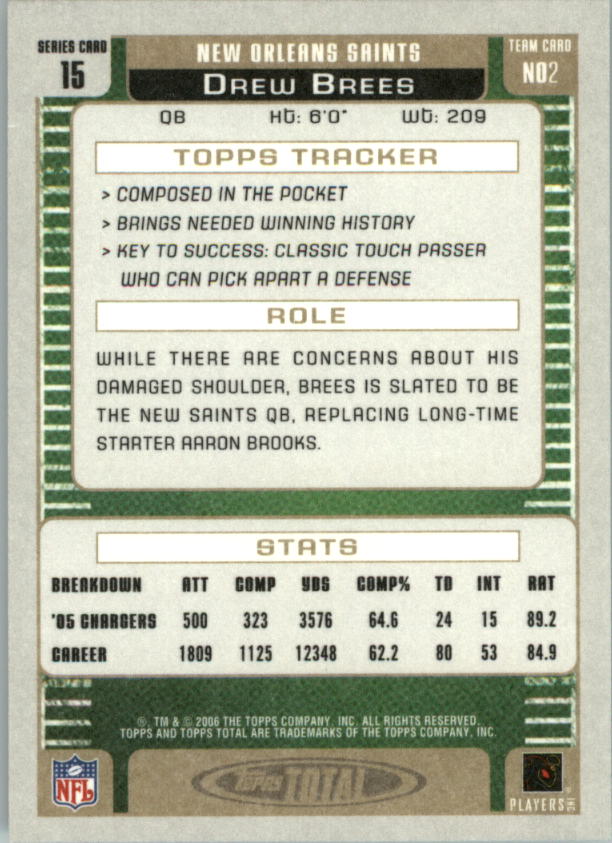 SERIES CARD
15
NEW ORLEANS SAINTS
DREW BREES
TEAM CARD
NO2
QB Ht: 6'0" Wt: 209
TOPPS TRACKER
> COMPOSED IN THE POCKET
> BRINGS NEEDED WINNING HISTORY
> KEY TO SUCCESS: CLASSIC TOUCH PASSER
WHO CAN PICK APART A DEFENSE
ROLE
WHILE THERE ARE CONCERNS ABOUT HIS
DAMAGED SHOULDER, BREES IS SLATED TO BE
THE NEW SAINTS QB, REPLACING LONG-TIME
STARTER AARON BROOKS.
STATS
BREAKDOWN ATT COMP YDS COMP% TD INT RAT
'05 CHARGERS 500 323 3576 64.6 24 15 89.2
CAREER 1809 1125 12348 62.2 80 53 84.9
®, TM & © 2006 THE TOPPS COMPANY, INC. ALL RIGHTS RESERVED.
TOPPS AND TOPPS TOTAL ARE TRADEMARKS OF THE TOPPS COMPANY, INC.
NFL
TOPPS TOTAL
PLAYERS INC